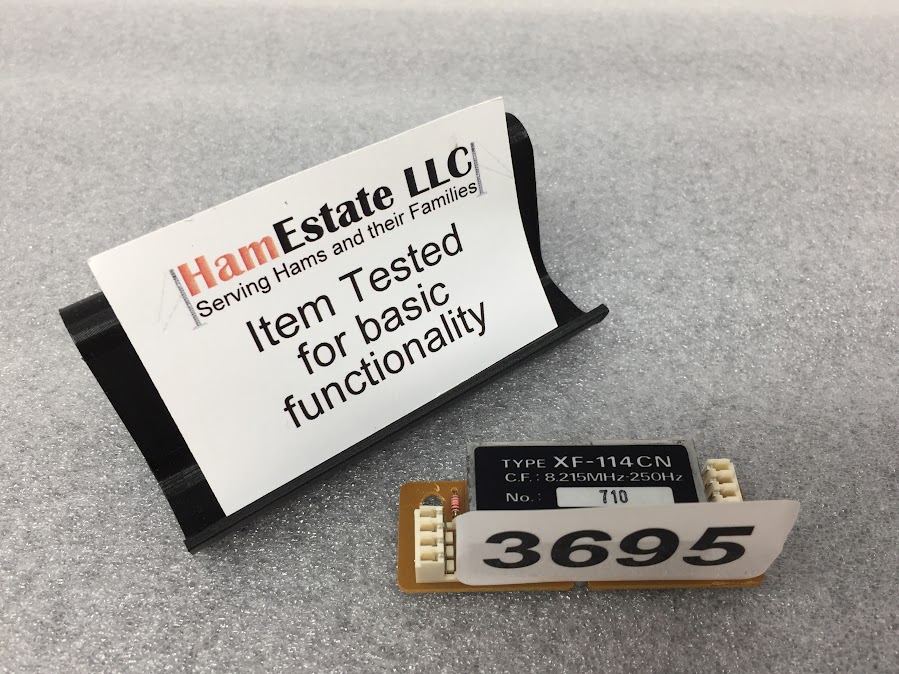 HamEstate LLC
Serving Hams and their Families
Item Tested
for basic
functionality
TYPE XF-114CN
C.F.: 8.215MHz-250Hz
No.: 710
3695